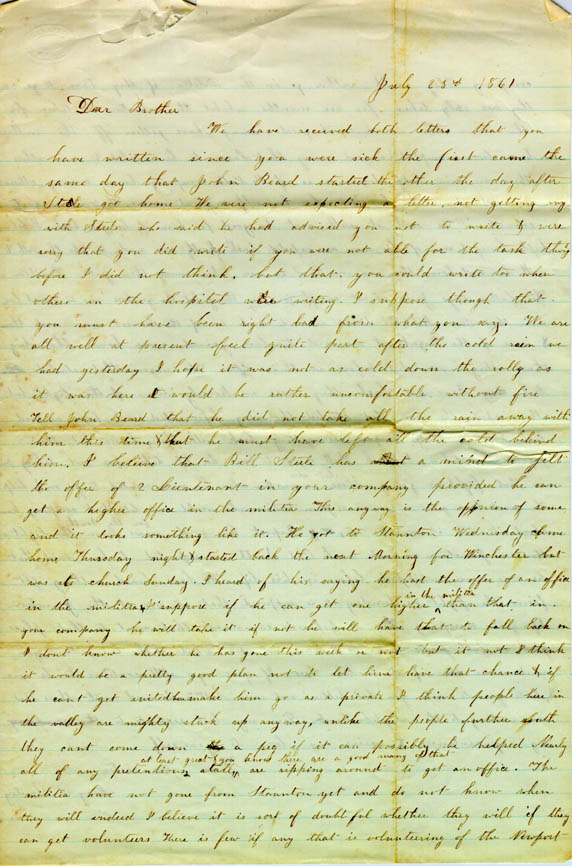 July 23d 1861
Dear Brother
We have received both letters that you
have written since you were sick the first came the
same day that John Beard started the other the day after
Steele got home We were not expecting a letter, not getting any
with Steele who said he had advised you not to write & were
sorry that you did write if you were not able for the task
before I did not think, but that you could write too when
others in the hospital were writing. I suppose though that
you must have been right bad from what you say. We are
all well at present feel quite part after the cold rain we
had yesterday I hope it was not as cold down the vally as
it was here it would be rather uncomfortable without fire
Tell John Beard that he did not take all the rain away with
him this time & that he must have left all the cold behind
him. I believe that Bill Steele has a mind to
the offer of 2 Lieutenant in your company provided he can
get a higher office in the militia This anyway is the opinion of some
and it looks something like it. He got to Staunton Wednesday & came
home Thursday night & started back the next Morning for Winchester but
was at church Sunday. I heard of his saying he had the offer of an office
in the militia & I suppose if he can get one higher in the militia than that in
your company he will take it if not he will have that to fall back on
I dont know whether he has gone this week or not but if not I think
it would be a pretty good plan not to let him have that chance & if
he cant get make him go as a private I think people here in
the valley are mighty stuck up anyway, unlike the people further south
they cant come down a peg if it can possibly be helped Nearly
all of any pretentions atall, at least great & you know there are a good many of that are ripping around to get an office. The
militia have not gone from Staunton yet and do not know when
they will indeed I believe it is sort of doubtful whether they will if they
can get volunteers There is few if any that is volunteering of the Newport